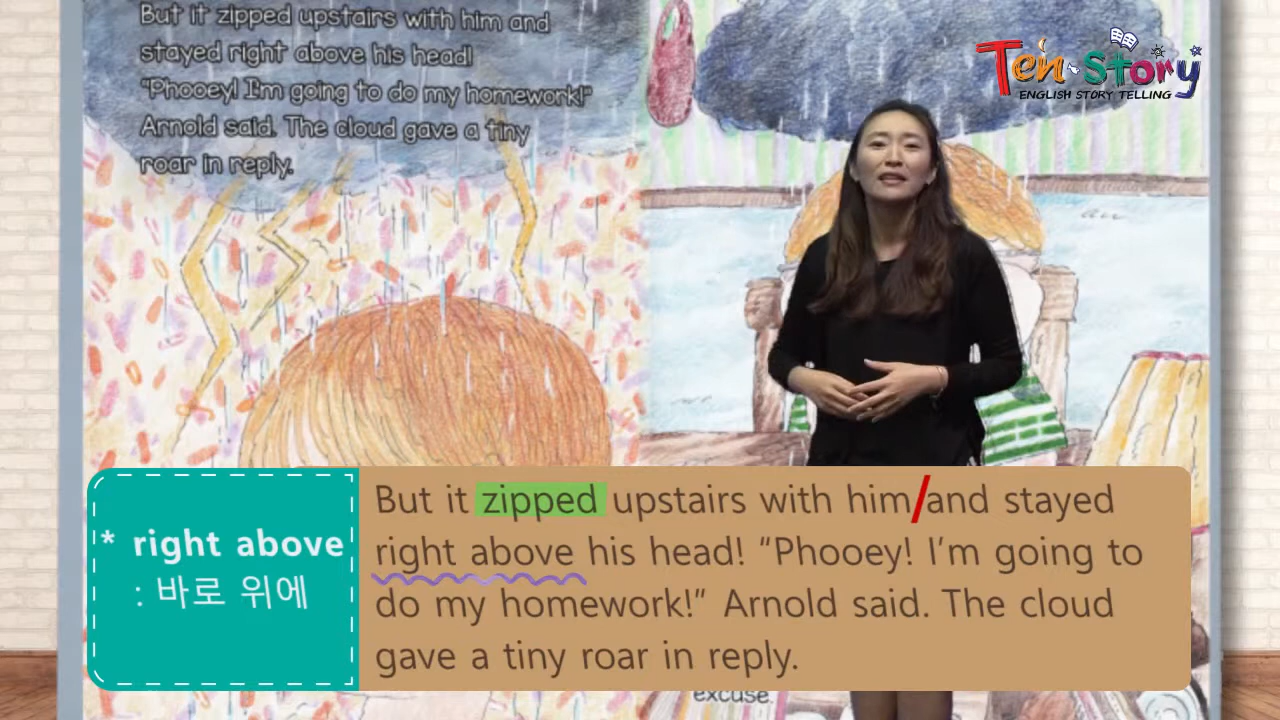 But it zipped upstairs with him and
stayed right above his head!
"Phooey! I'm going to do my homework!"
Arnold said. The cloud gave a tiny
roar in reply.
Ten Story
ENGLISH STORY TELLING
* right above
: 바로 위에
But it zipped upstairs with him/and stayed
right above his head! “Phooey! I’m going to
do my homework!” Arnold said. The cloud
gave a tiny roar in reply.
excuse.